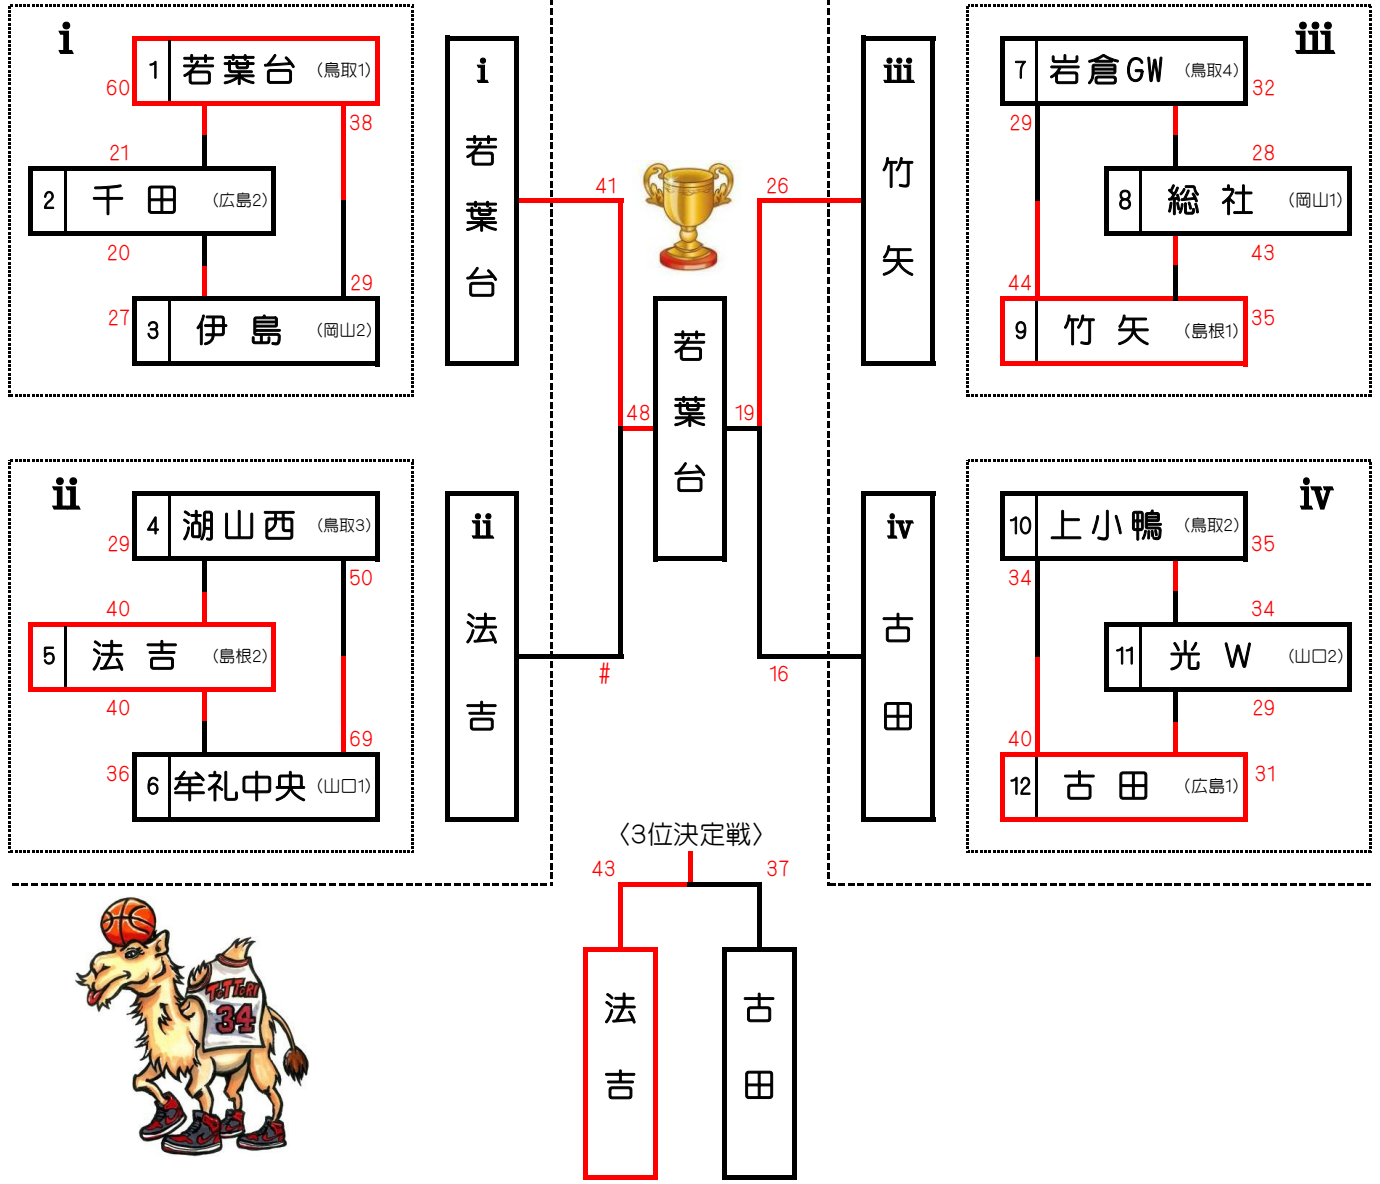 i
1 若葉台 (鳥取1)
60
38
21
2 千田 (広島2)
20
29
27
3 伊島 (岡山2)
ii
4 湖山西 (鳥取3)
29
50
40
5 法吉 (島根2)
40
69
36
6 牟礼中央 (山口1)
i 若葉台
41
ii 法吉
#
48
若葉台
19
iii 竹矢
26
iv 古田
16
iii
7 岩倉GW (鳥取4)
32
29
28
8 総社 (岡山1)
43
44
9 竹矢 (島根1)
35
iv
10 上小鴨 (鳥取2)
35
34
34
11 光W (山口2)
29
40
12 古田 (広島1)
31
〈3位決定戦〉
43
37
法吉
古田
TOTTORI
34